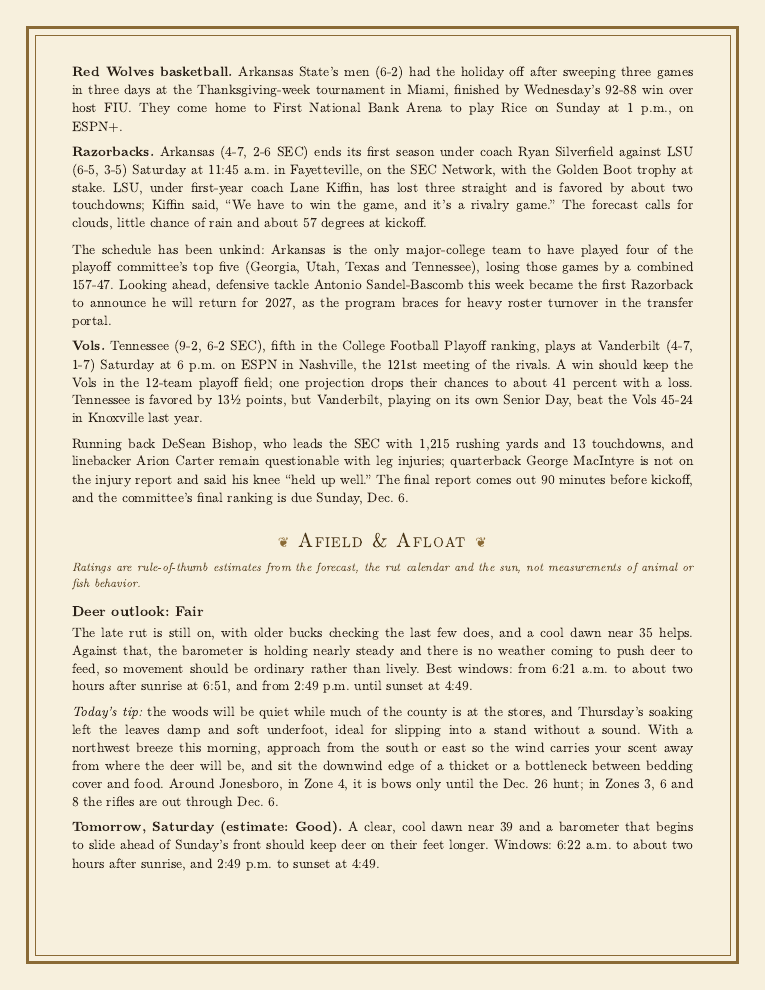 Red Wolves basketball. Arkansas State’s men (6-2) had the holiday off after sweeping three games
in three days at the Thanksgiving-week tournament in Miami, finished by Wednesday’s 92-88 win over
host FIU. They come home to First National Bank Arena to play Rice on Sunday at 1 p.m., on
ESPN+.
Razorbacks. Arkansas (4-7, 2-6 SEC) ends its first season under coach Ryan Silverfield against LSU
(6-5, 3-5) Saturday at 11:45 a.m. in Fayetteville, on the SEC Network, with the Golden Boot trophy at
stake. LSU, under first-year coach Lane Kiffin, has lost three straight and is favored by about two
touchdowns; Kiffin said, “We have to win the game, and it’s a rivalry game.” The forecast calls for
clouds, little chance of rain and about 57 degrees at kickoff.
The schedule has been unkind: Arkansas is the only major-college team to have played four of the
playoff committee’s top five (Georgia, Utah, Texas and Tennessee), losing those games by a combined
157-47. Looking ahead, defensive tackle Antonio Sandel-Bascomb this week became the first Razorback
to announce he will return for 2027, as the program braces for heavy roster turnover in the transfer
portal.
Vols. Tennessee (9-2, 6-2 SEC), fifth in the College Football Playoff ranking, plays at Vanderbilt (4-7,
1-7) Saturday at 6 p.m. on ESPN in Nashville, the 121st meeting of the rivals. A win should keep the
Vols in the 12-team playoff field; one projection drops their chances to about 41 percent with a loss.
Tennessee is favored by 13½ points, but Vanderbilt, playing on its own Senior Day, beat the Vols 45-24
in Knoxville last year.
Running back DeSean Bishop, who leads the SEC with 1,215 rushing yards and 13 touchdowns, and
linebacker Arion Carter remain questionable with leg injuries; quarterback George MacIntyre is not on
the injury report and said his knee “held up well.” The final report comes out 90 minutes before kickoff,
and the committee’s final ranking is due Sunday, Dec. 6.
❦ Afield & Afloat ❦
Ratings are rule-of-thumb estimates from the forecast, the rut calendar and the sun, not measurements of animal or
fish behavior.
Deer outlook: Fair
The late rut is still on, with older bucks checking the last few does, and a cool dawn near 35 helps.
Against that, the barometer is holding nearly steady and there is no weather coming to push deer to
feed, so movement should be ordinary rather than lively. Best windows: from 6:21 a.m. to about two
hours after sunrise at 6:51, and from 2:49 p.m. until sunset at 4:49.
Today’s tip: the woods will be quiet while much of the county is at the stores, and Thursday’s soaking
left the leaves damp and soft underfoot, ideal for slipping into a stand without a sound. With a
northwest breeze this morning, approach from the south or east so the wind carries your scent away
from where the deer will be, and sit the downwind edge of a thicket or a bottleneck between bedding
cover and food. Around Jonesboro, in Zone 4, it is bows only until the Dec. 26 hunt; in Zones 3, 6 and
8 the rifles are out through Dec. 6.
Tomorrow, Saturday (estimate: Good). A clear, cool dawn near 39 and a barometer that begins
to slide ahead of Sunday’s front should keep deer on their feet longer. Windows: 6:22 a.m. to about two
hours after sunrise, and 2:49 p.m. to sunset at 4:49.